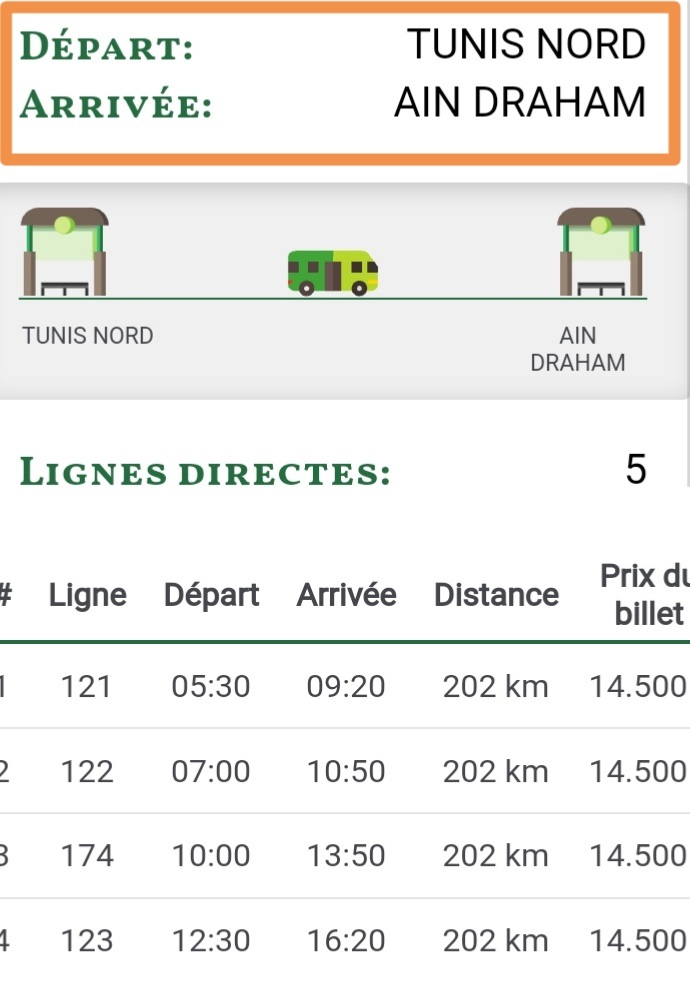 DÉPART: TUNIS NORD
ARRIVÉE: AIN DRAHAM
TUNIS NORD
AIN
DRAHAM
LIGNES DIRECTES: 5
# Ligne Départ Arrivée Distance Prix du billet
1 121 05:30 09:20 202 km 14.500
2 122 07:00 10:50 202 km 14.500
3 174 10:00 13:50 202 km 14.500
4 123 12:30 16:20 202 km 14.500